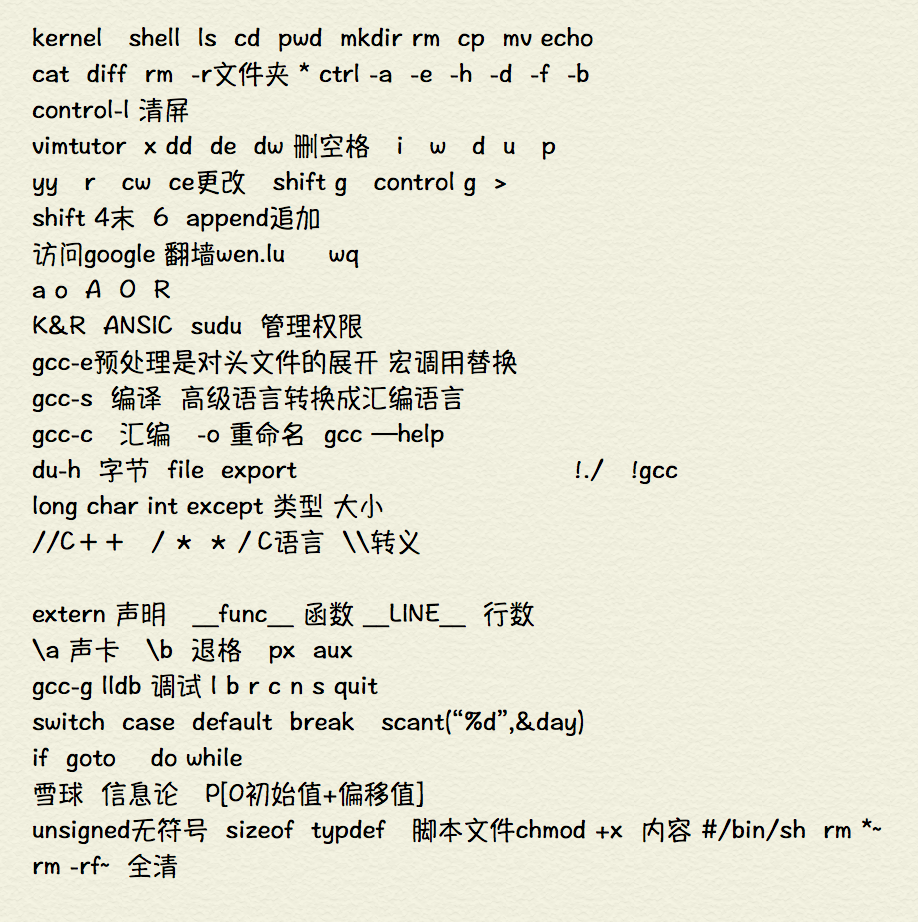 kernel shell ls cd pwd mkdir rm cp mv echo
cat diff rm -r文件夹 * ctrl -a -e -h -d -f -b
control-l 清屏
vimtutor x dd de dw 删空格 i w d u p
yy r cw ce更改 shift g control g >
shift 4末 6 append追加
访问google 翻墙wen.lu wq
a o A O R
K&R ANSIC sudu 管理权限
gcc-e预处理是对头文件的展开 宏调用替换
gcc-s 编译 高级语言转换成汇编语言
gcc-c 汇编 -o 重命名 gcc —help
du-h 字节 file export !./ !gcc
long char int except 类型 大小
//C++ /* */C语言 \\转义
extern 声明 __func__ 函数 __LINE__ 行数
\a 声卡 \b 退格 px aux
gcc-g lldb 调试 l b r c n s quit
switch case default break scant(“%d”,&day)
if goto do while
雪球 信息论 P[0初始值+偏移值]
unsigned无符号 sizeof typdef 脚本文件chmod +x 内容 #/bin/sh rm *~
rm -rf~ 全清